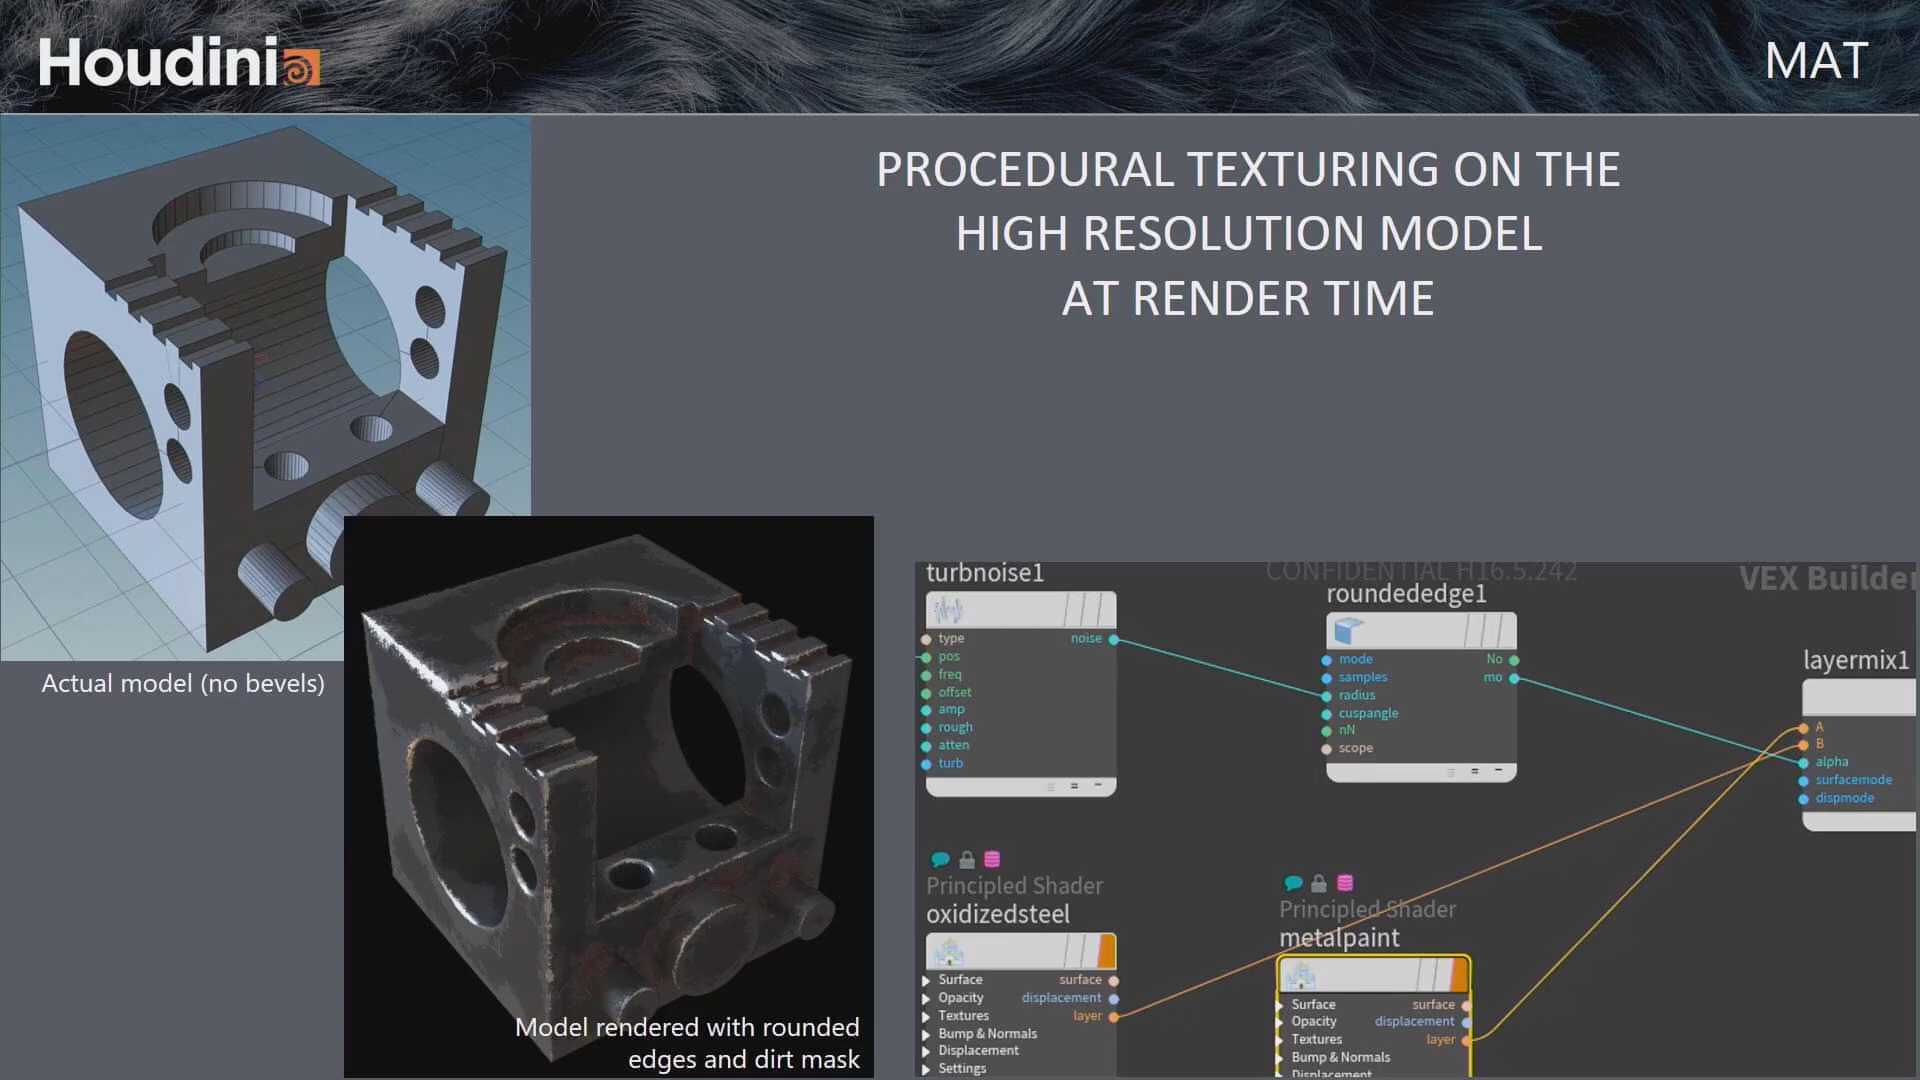 Houdini
MAT
PROCEDURAL TEXTURING ON THE
HIGH RESOLUTION MODEL
AT RENDER TIME
Actual model (no bevels)
Model rendered with rounded
edges and dirt mask
CONFIDENTIAL H16.5.242
VEX Builder
turbnoise1
type
noise
pos
freq
offset
amp
rough
atten
turb
roundededge1
mode
No
samples
mo
radius
cuspangle
nN
scope
layermix1
A
B
alpha
surfacemode
dispmode
Principled Shader
oxidizedsteel
Surface
surface
Opacity
displacement
Textures
layer
Bump & Normals
Displacement
Settings
Principled Shader
metalpaint
Surface
surface
Opacity
displacement
Textures
layer
Bump & Normals
Displacement